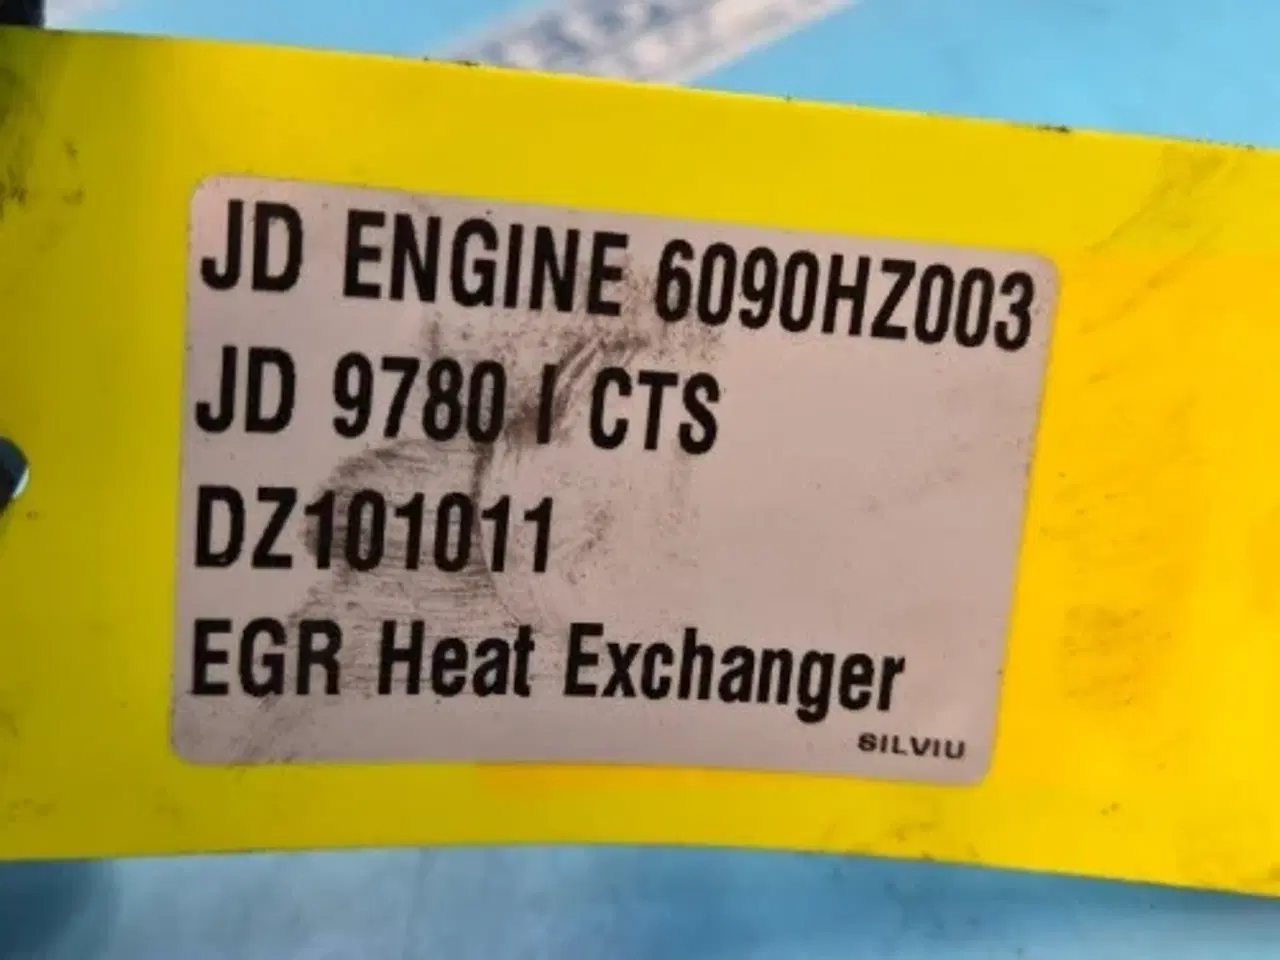 JD ENGINE 6090HZ003
JD 9780 I CTS
DZ101011
EGR Heat Exchanger
SILVIU